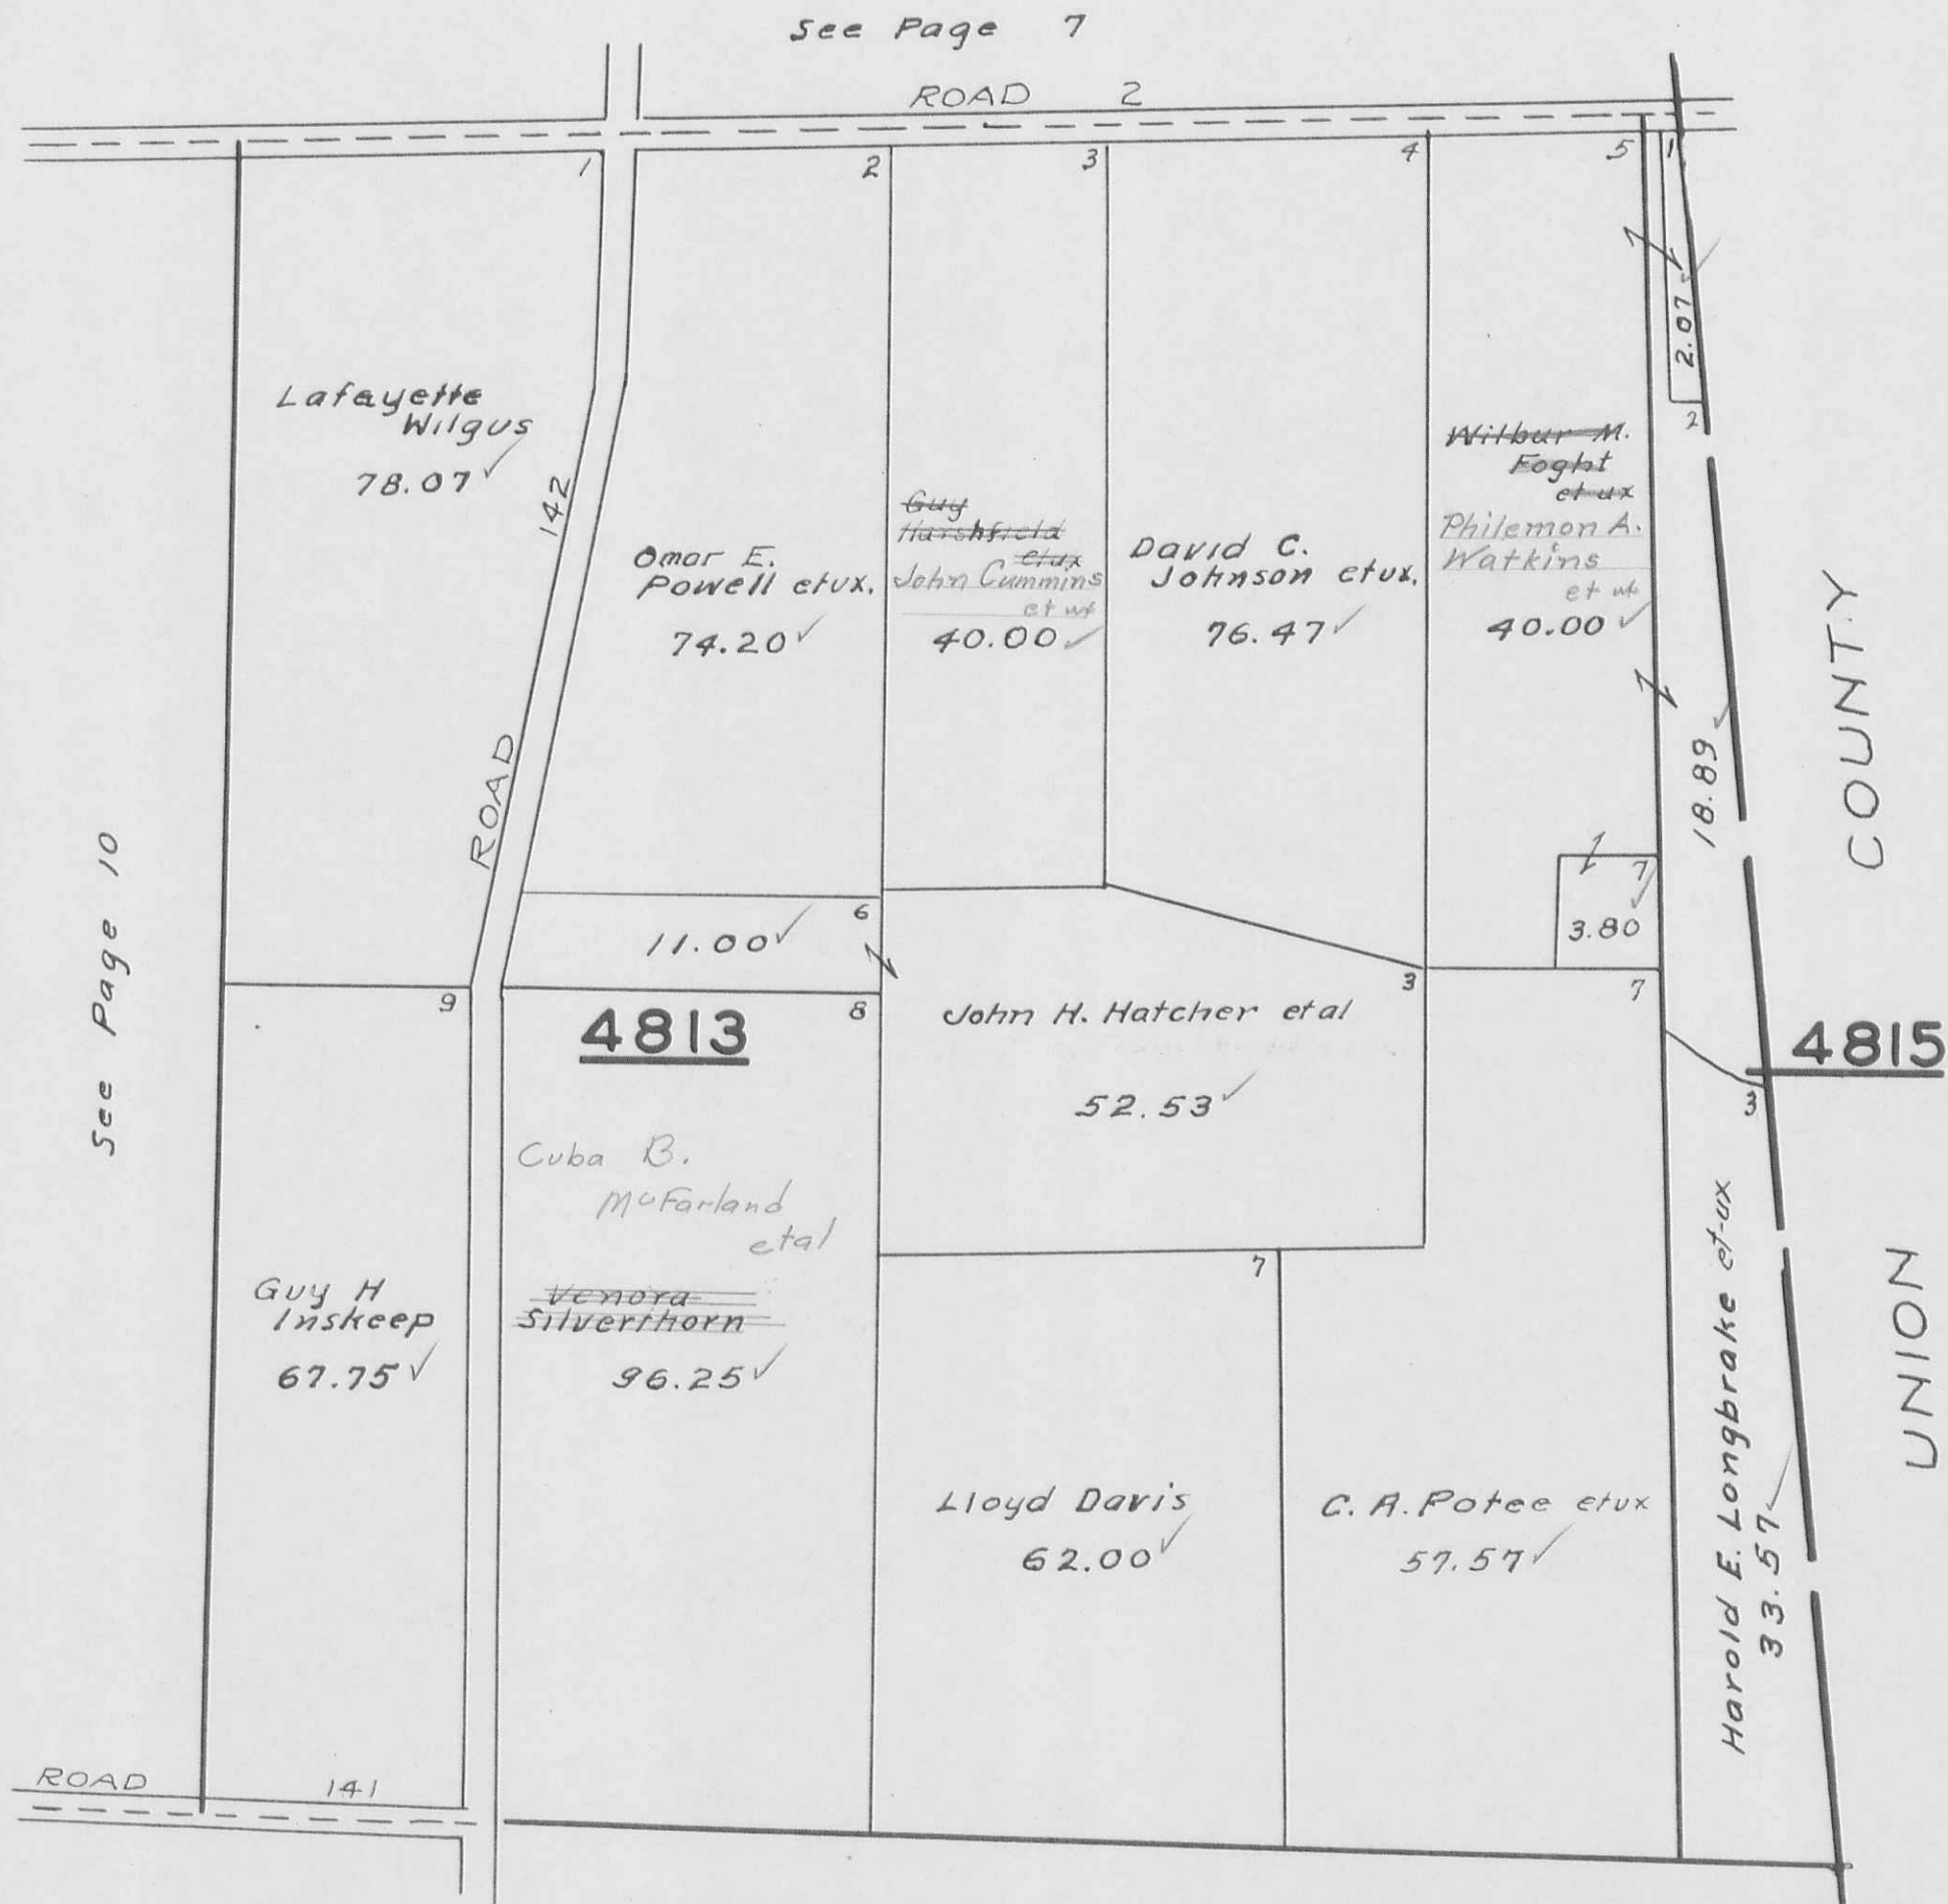 See Page 7
ROAD 2
1
2
3
4
5
1
Lafayette
Wilgus
78.07
ROAD 142
Omar E.
Powell etux.
74.20
Guy
Harshfield
etux
John Cummins
et ux
40.00
David C.
Johnson etux.
76.47
Wilbur M.
Foght
et ux
Philemon A.
Watkins
et ux
40.00
2.07
2
18.89
7
3.80
6
11.00
See Page 10
9
8
3
7
4813
John H. Hatcher etal
52.53
4815
3
COUNTY
UNION
Cuba B.
McFarland
etal
Venora
Silverthorn
96.25
Guy H
Inskeep
67.75
7
Lloyd Davis
62.00
C. A. Potee etux
57.57
Harold E. Longbrake et-ux
33.57
ROAD 141